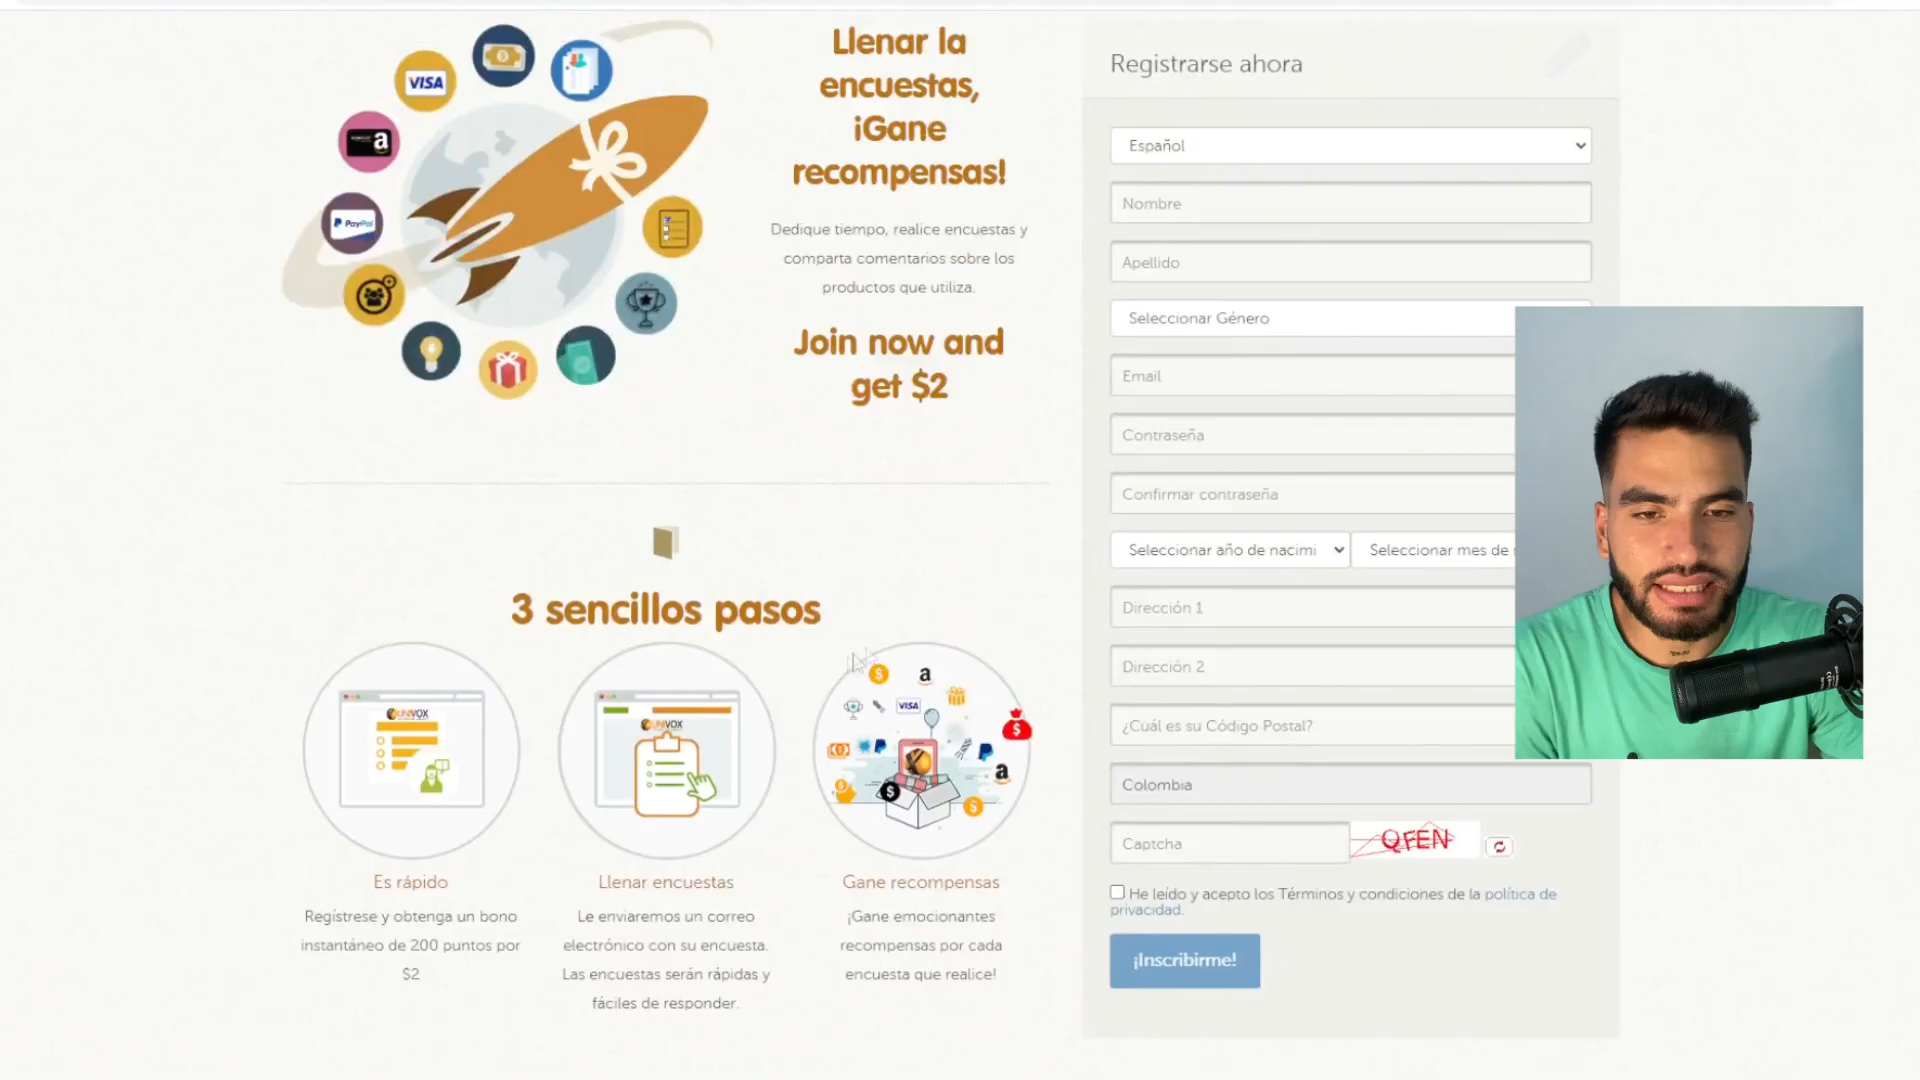 VISA
a
PayPal
Llenar la
encuestas,
¡Gane
recompensas!
Dedique tiempo, realice encuestas y
comparta comentarios sobre los
productos que utiliza.
Join now and
get $2
3 sencillos pasos
UNIVOX
UNIVOX
a
VISA
a
Es rápido
Regístrese y obtenga un bono
instantáneo de 200 puntos por
$2
Llenar encuestas
Le enviaremos un correo
electrónico con su encuesta.
Las encuestas serán rápidas y
fáciles de responder.
Gane recompensas
¡Gane emocionantes
recompensas por cada
encuesta que realice!
Registrarse ahora
Español
Nombre
Apellido
Seleccionar Género
Email
Contraseña
Confirmar contraseña
Seleccionar año de nacimi
Seleccionar mes de
Dirección 1
Dirección 2
¿Cuál es su Código Postal?
Colombia
Captcha
QFEN
He leído y acepto los Términos y condiciones de la política de
privacidad.
¡Inscribirme!